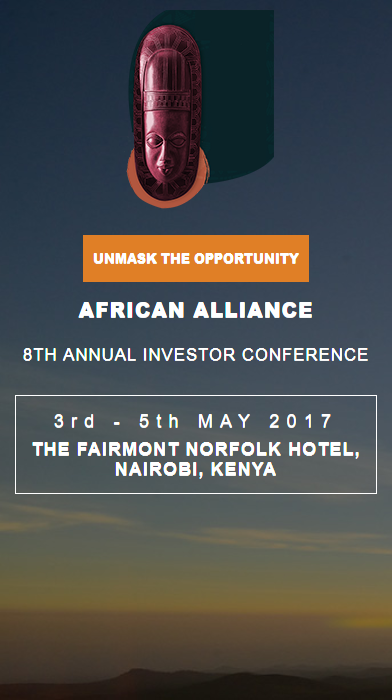 UNMASK THE OPPORTUNITY
AFRICAN ALLIANCE
8TH ANNUAL INVESTOR CONFERENCE
3rd - 5th MAY 2017
THE FAIRMONT NORFOLK HOTEL,
NAIROBI, KENYA